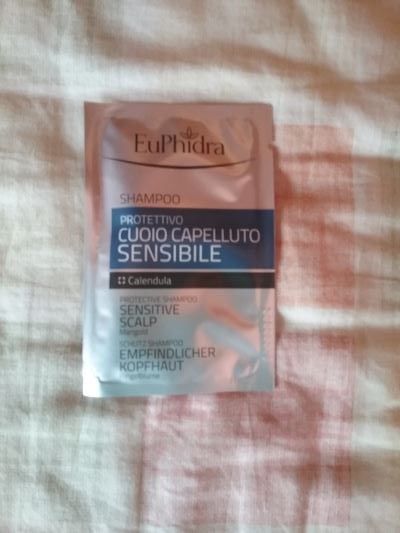 EuPhidra
SHAMPOO
PROTETTIVO
CUOIO CAPELLUTO
SENSIBILE
Calendula
PROTECTIVE SHAMPOO
SENSITIVE
SCALP
Marigold
SCHUTZ SHAMPOO
EMPFINDLICHER
KOPFHAUT